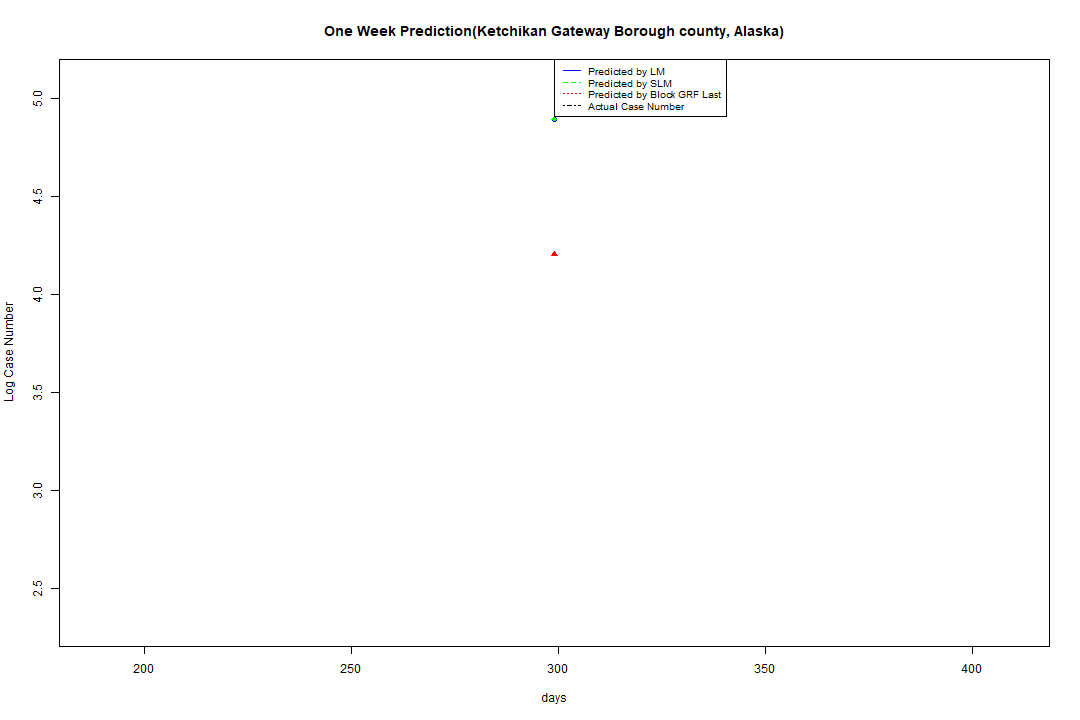 One Week Prediction(Ketchikan Gateway Borough county, Alaska)
Predicted by LM
Predicted by SLM
Predicted by Block GRF Last
Actual Case Number
5.0
4.5
4.0
3.5
3.0
2.5
Log Case Number
200 250 300 350 400
days